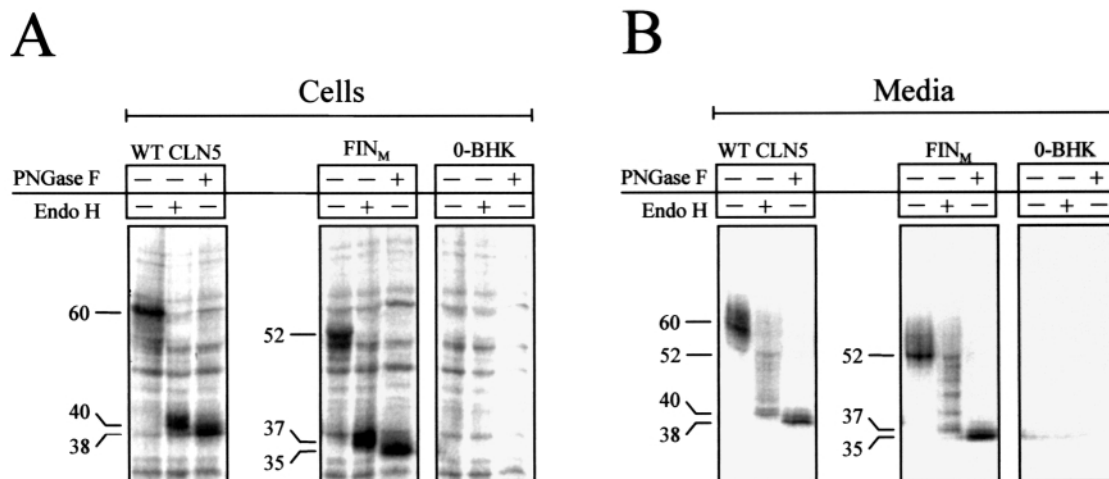 A
B
Cells
Media
WT CLN5 FIN_M 0-BHK
WT CLN5 FIN_M 0-BHK
PNGase F — — + — — + — — +
PNGase F — — + — — + — — +
Endo H — + — — + — — + —
Endo H — + — — + — — + —
60
52
40
38
37
35
60
52
40
38
52
37
35